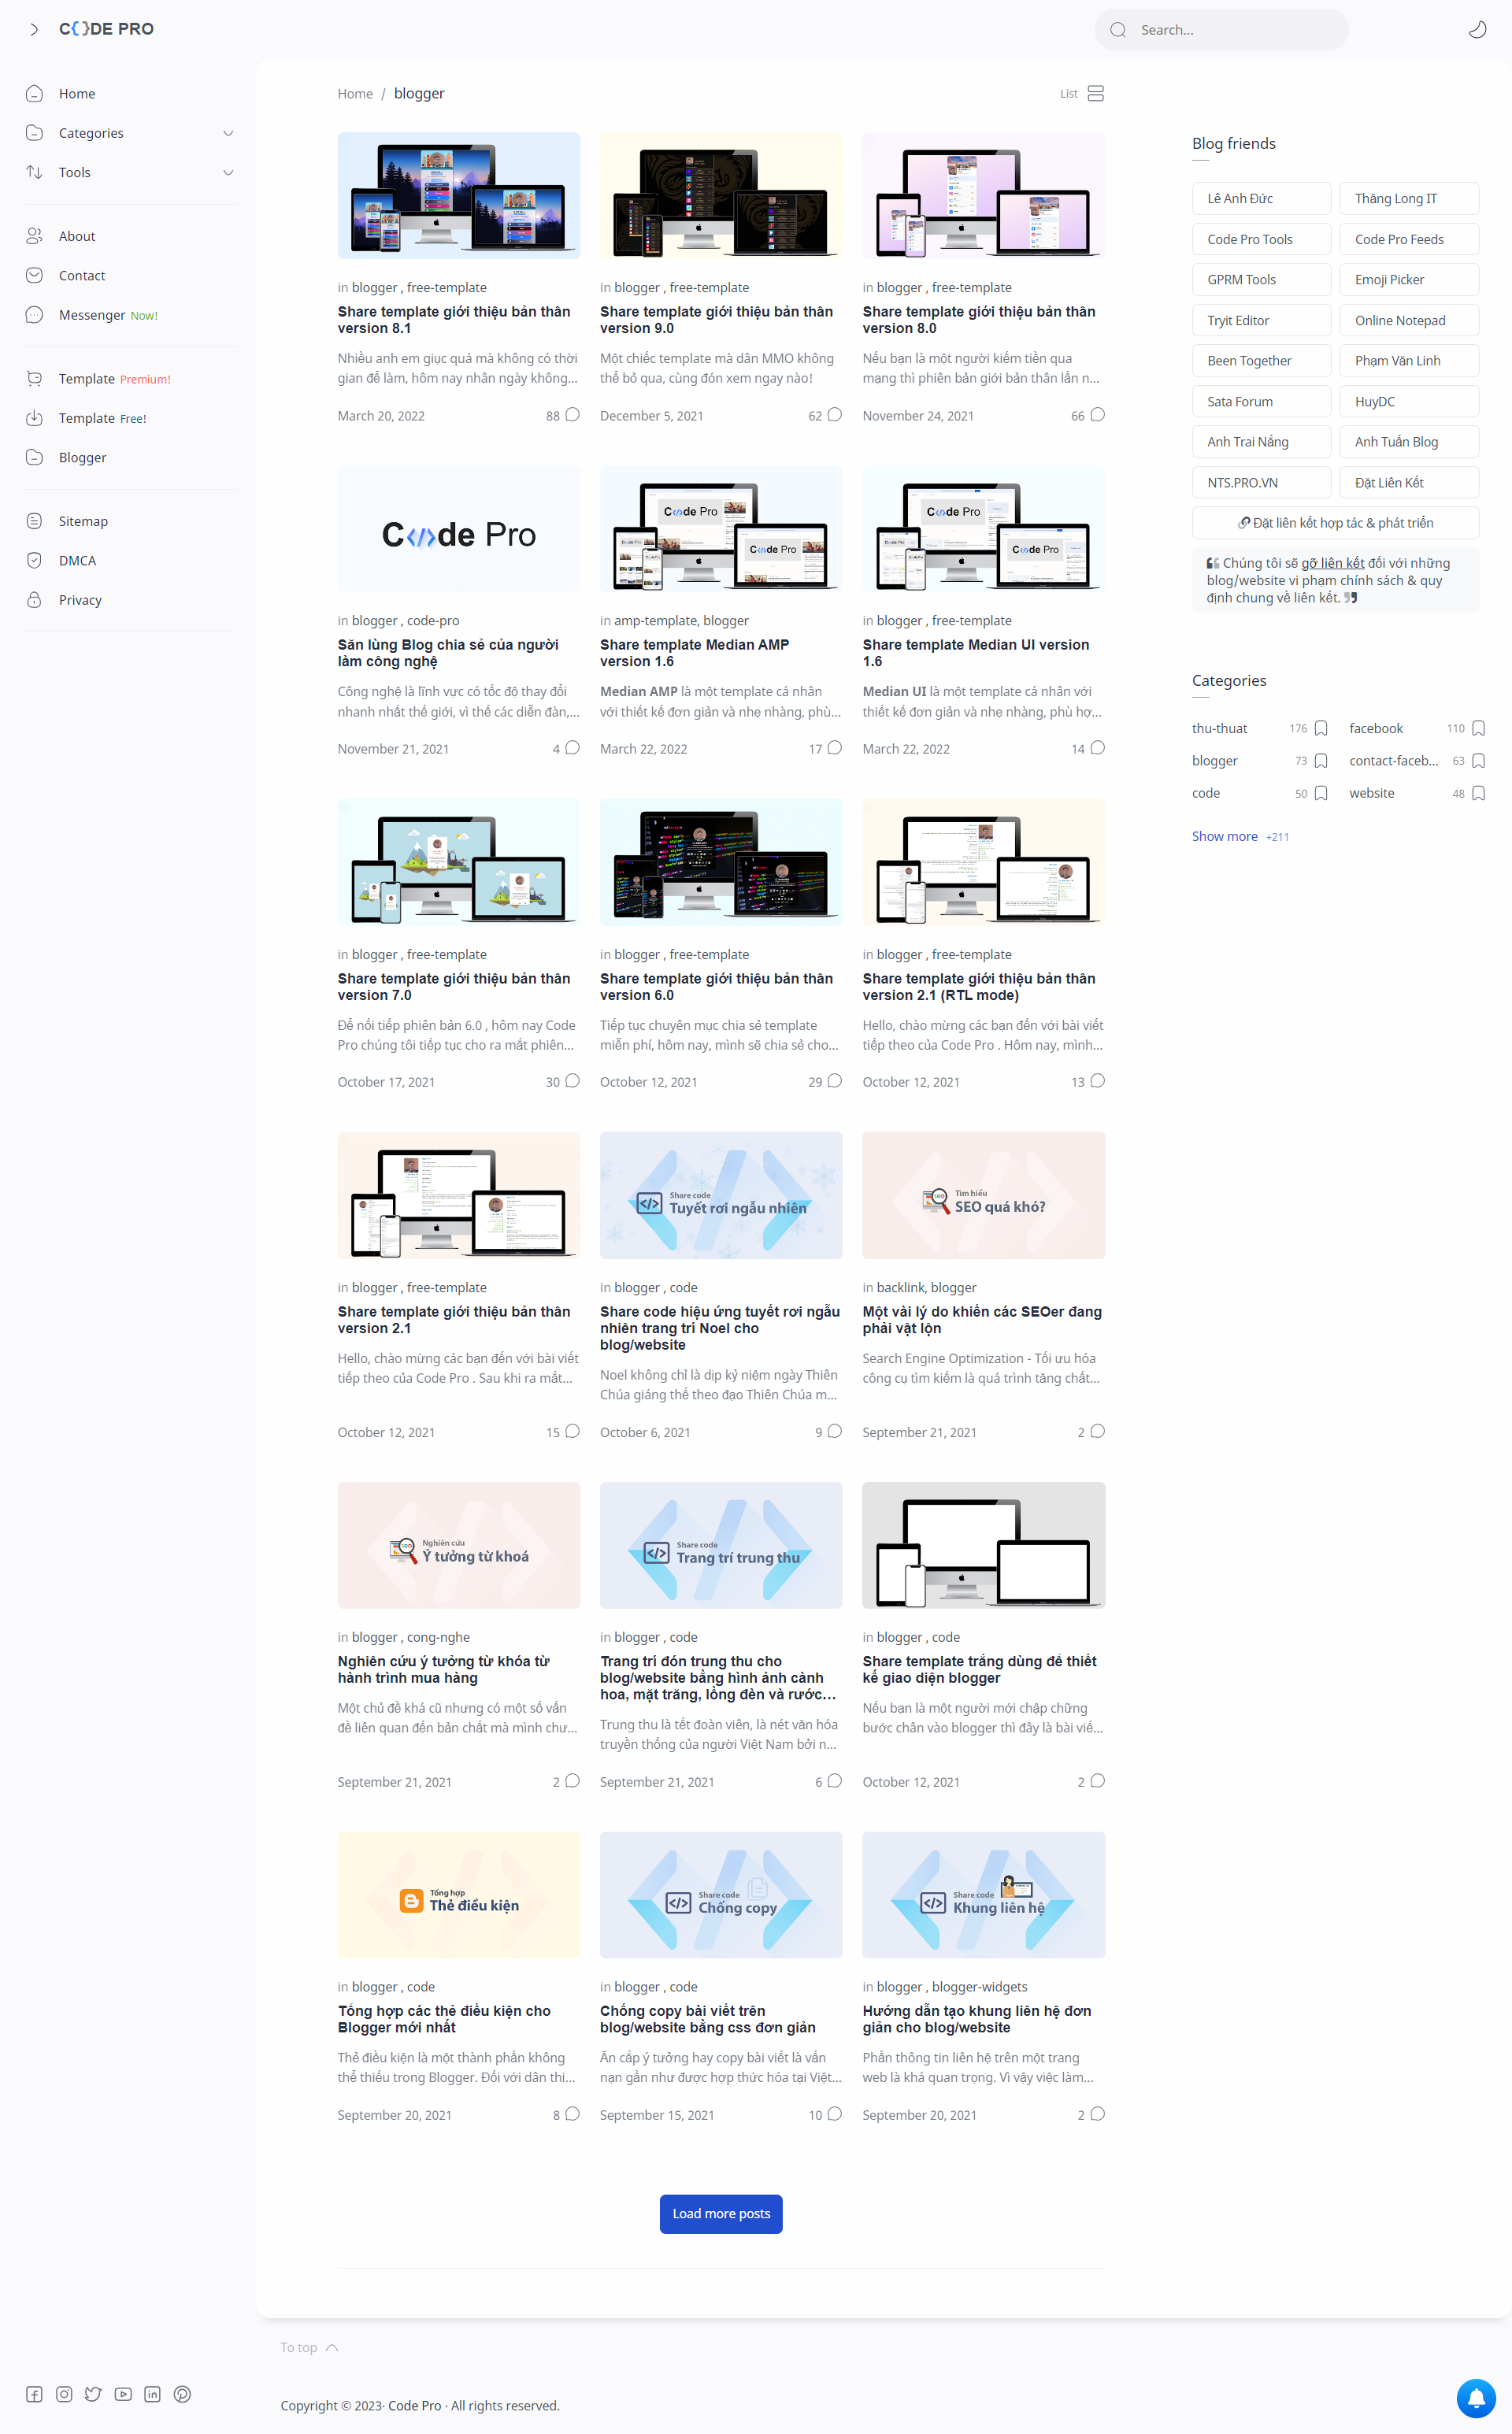 C{ }DE PRO
Search...
Home
Categories
Tools
About
Contact
Messenger Now!
Template Premium!
Template Free!
Blogger
Sitemap
DMCA
Privacy
Home / blogger
List
in blogger , free-template
Share template giới thiệu bản thân
version 8.1
Nhiều anh em giục quá mà không có thời
gian để làm, hôm nay nhân ngày không...
March 20, 2022
88
in blogger , free-template
Share template giới thiệu bản thân
version 9.0
Một chiếc template mà dân MMO không
thể bỏ qua, cùng đón xem ngay nào!
December 5, 2021
62
in blogger , free-template
Share template giới thiệu bản thân
version 8.0
Nếu bạn là một người kiếm tiền qua
mạng thì phiên bản giới bản thân lần n...
November 24, 2021
66
C</>de Pro
in blogger , code-pro
Săn lùng Blog chia sẻ của người
làm công nghệ
Công nghệ là lĩnh vực có tốc độ thay đổi
nhanh nhất thế giới, vì thế các diễn đàn,...
November 21, 2021
4
C</>de Pro
C</>de Pro
in amp-template, blogger
Share template Median AMP
version 1.6
Median AMP là một template cá nhân
với thiết kế đơn giản và nhẹ nhàng, phù...
March 22, 2022
17
C</>de Pro
C</>de Pro
in blogger , free-template
Share template Median UI version
1.6
Median UI là một template cá nhân với
thiết kế đơn giản và nhẹ nhàng, phù hợ...
March 22, 2022
14
in blogger , free-template
Share template giới thiệu bản thân
version 7.0
Để nối tiếp phiên bản 6.0 , hôm nay Code
Pro chúng tôi tiếp tục cho ra mắt phiên...
October 17, 2021
30
in blogger , free-template
Share template giới thiệu bản thân
version 6.0
Tiếp tục chuyên mục chia sẻ template
miễn phí, hôm nay, mình sẽ chia sẻ cho...
October 12, 2021
29
in blogger , free-template
Share template giới thiệu bản thân
version 2.1 (RTL mode)
Hello, chào mừng các bạn đến với bài viết
tiếp theo của Code Pro . Hôm nay, mình...
October 12, 2021
13
in blogger , free-template
Share template giới thiệu bản thân
version 2.1
Hello, chào mừng các bạn đến với bài viết
tiếp theo của Code Pro . Sau khi ra mắt...
October 12, 2021
15
Share code
Tuyết rơi ngẫu nhiên
in blogger , code
Share code hiệu ứng tuyết rơi ngẫu
nhiên trang trí Noel cho
blog/website
Noel không chỉ là dịp kỷ niệm ngày Thiên
Chúa giáng thế theo đạo Thiên Chúa m...
October 6, 2021
9
Tìm hiểu
SEO quá khó?
in backlink, blogger
Một vài lý do khiến các SEOer đang
phải vật lộn
Search Engine Optimization - Tối ưu hóa
công cụ tìm kiếm là quá trình tăng chất...
September 21, 2021
2
Nghiên cứu
Ý tưởng từ khoá
in blogger , cong-nghe
Nghiên cứu ý tưởng từ khóa từ
hành trình mua hàng
Một chủ đề khá cũ nhưng có một số vấn
đề liên quan đến bản chất mà mình chư...
September 21, 2021
2
Share code
Trang trí trung thu
in blogger , code
Trang trí đón trung thu cho
blog/website bằng hình ảnh cành
hoa, mặt trăng, lồng đèn và rước...
Trung thu là tết đoàn viên, là nét văn hóa
truyền thống của người Việt Nam bởi n...
September 21, 2021
6
in blogger , code
Share template trắng dùng để thiết
kế giao diện blogger
Nếu bạn là một người mới chập chững
bước chân vào blogger thì đây là bài viế...
October 12, 2021
2
Tổng hợp
Thẻ điều kiện
in blogger , code
Tổng hợp các thẻ điều kiện cho
Blogger mới nhất
Thẻ điều kiện là một thành phần không
thể thiếu trong Blogger. Đối với dân thi...
September 20, 2021
8
Share code
Chống copy
in blogger , code
Chống copy bài viết trên
blog/website bằng css đơn giản
Ăn cắp ý tưởng hay copy bài viết là vấn
nạn gần như được hợp thức hóa tại Việt...
September 15, 2021
10
Share code
Khung liên hệ
in blogger , blogger-widgets
Hướng dẫn tạo khung liên hệ đơn
giản cho blog/website
Phần thông tin liên hệ trên một trang
web là khá quan trọng. Vì vậy việc làm...
September 20, 2021
2
Load more posts
Blog friends
Lê Anh Đức
Thăng Long IT
Code Pro Tools
Code Pro Feeds
GPRM Tools
Emoji Picker
Tryit Editor
Online Notepad
Been Together
Phạm Văn Linh
Sata Forum
HuyDC
Anh Trai Nắng
Anh Tuấn Blog
NTS.PRO.VN
Đặt Liên Kết
Đặt liên kết hợp tác & phát triển
Chúng tôi sẽ gỡ liên kết đối với những
blog/website vi phạm chính sách & quy
định chung về liên kết.
Categories
thu-thuat 176
facebook 110
blogger 73
contact-faceb... 63
code 50
website 48
Show more +211
To top
Copyright © 2023· Code Pro · All rights reserved.